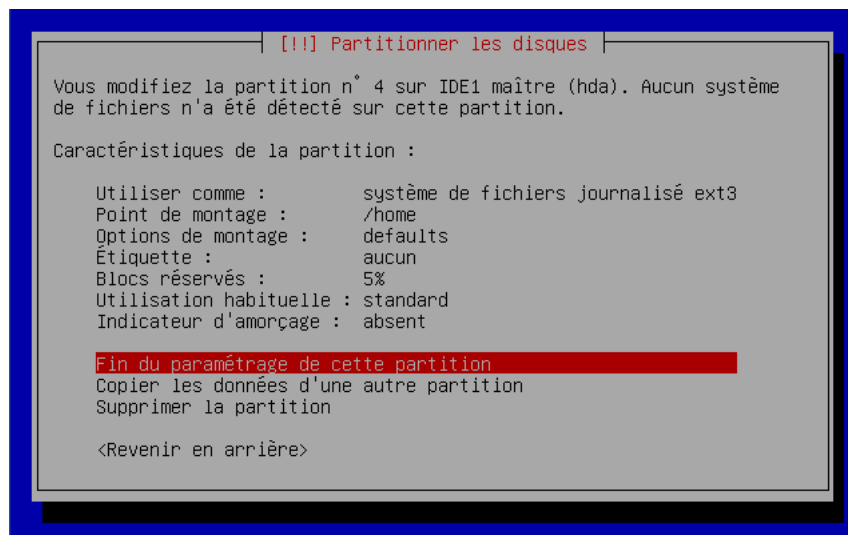 [!!] Partitionner les disques
Vous modifiez la partition n° 4 sur IDE1 maître (hda). Aucun système
de fichiers n'a été détecté sur cette partition.
Caractéristiques de la partition :
Utiliser comme : système de fichiers journalisé ext3
Point de montage : /home
Options de montage : defaults
Étiquette : aucun
Blocs réservés : 5%
Utilisation habituelle : standard
Indicateur d'amorçage : absent
Fin du paramétrage de cette partition
Copier les données d'une autre partition
Supprimer la partition
<Revenir en arrière>